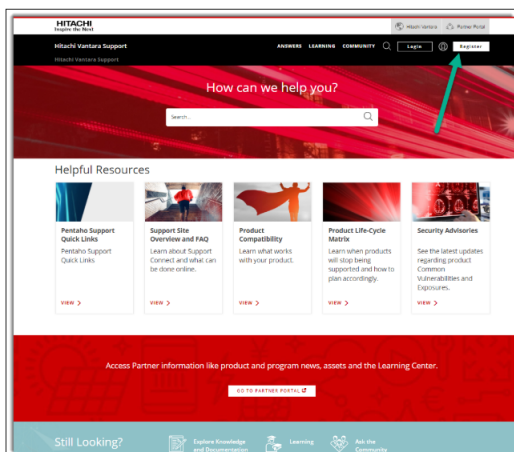 HITACHI
Inspire the Next
Hitachi Vantara
Partner Portal
Hitachi Vantara Support
ANSWERS LEARNING COMMUNITY
Login
Register
Hitachi Vantara Support
How can we help you?
Search...
Helpful Resources
Pentaho Support
Quick Links
Pentaho Support
Quick Links
VIEW >
Support Site
Overview and FAQ
Learn about Support
Connect and what can
be done online.
VIEW >
Product
Compatibility
Learn what works
with your product.
VIEW >
Product Life-Cycle
Matrix
Learn when products
will stop being
supported and how to
plan accordingly.
VIEW >
Security Advisories
See the latest updates
regarding product
Common
Vulnerabilities and
Exposures.
VIEW >
Access Partner information like product and program news, assets and the Learning Center.
GO TO PARTNER PORTAL
Still Looking?
Explore Knowledge
and Documentation
Learning
Ask the
Community